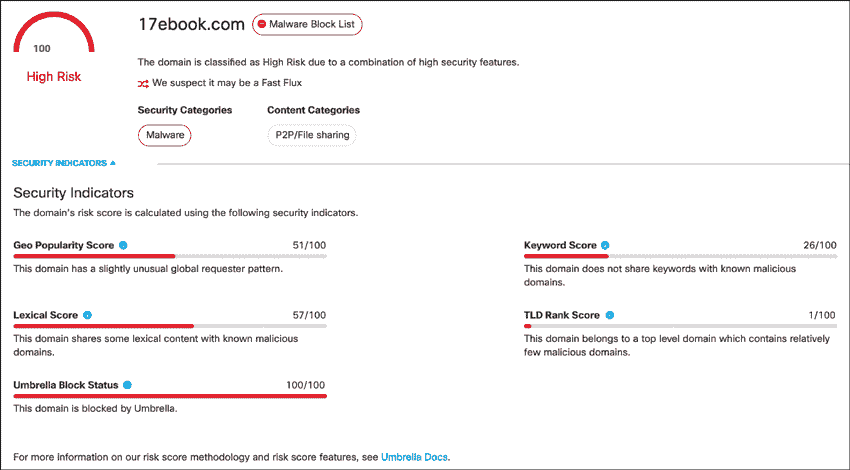 17ebook.com
Malware Block List
100
High Risk
The domain is classified as High Risk due to a combination of high security features.
We suspect it may be a Fast Flux
Security Categories
Content Categories
Malware
P2P/File sharing
SECURITY INDICATORS
Security Indicators
The domain's risk score is calculated using the following security indicators.
Geo Popularity Score 51/100
This domain has a slightly unusual global requester pattern.
Keyword Score 26/100
This domain does not share keywords with known malicious
domains.
Lexical Score 57/100
This domain shares some lexical content with known malicious
domains.
TLD Rank Score 1/100
This domain belongs to a top level domain which contains relatively
few malicious domains.
Umbrella Block Status 100/100
This domain is blocked by Umbrella.
For more information on our risk score methodology and risk score features, see Umbrella Docs.